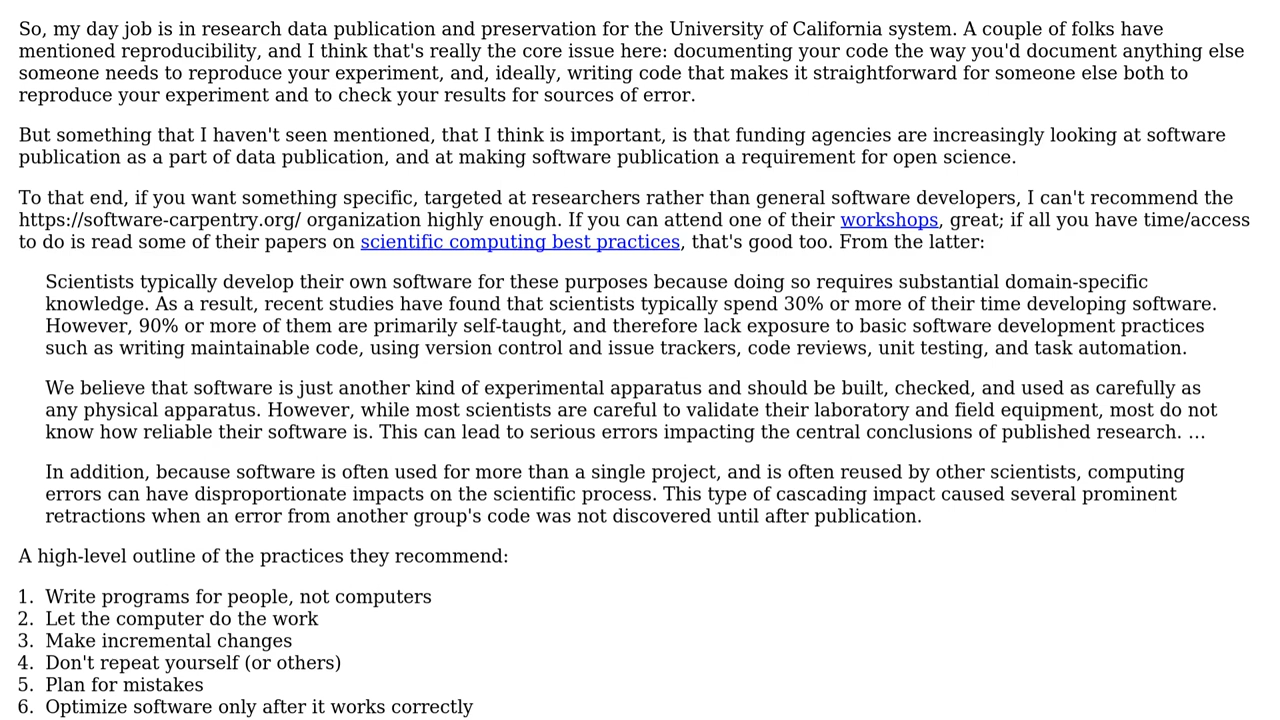 So, my day job is in research data publication and preservation for the University of California system. A couple of folks have
mentioned reproducibility, and I think that's really the core issue here: documenting your code the way you'd document anything else
someone needs to reproduce your experiment, and, ideally, writing code that makes it straightforward for someone else both to
reproduce your experiment and to check your results for sources of error.
But something that I haven't seen mentioned, that I think is important, is that funding agencies are increasingly looking at software
publication as a part of data publication, and at making software publication a requirement for open science.
To that end, if you want something specific, targeted at researchers rather than general software developers, I can't recommend the
https://software-carpentry.org/ organization highly enough. If you can attend one of their workshops, great; if all you have time/access
to do is read some of their papers on scientific computing best practices, that's good too. From the latter:
Scientists typically develop their own software for these purposes because doing so requires substantial domain-specific
knowledge. As a result, recent studies have found that scientists typically spend 30% or more of their time developing software.
However, 90% or more of them are primarily self-taught, and therefore lack exposure to basic software development practices
such as writing maintainable code, using version control and issue trackers, code reviews, unit testing, and task automation.
We believe that software is just another kind of experimental apparatus and should be built, checked, and used as carefully as
any physical apparatus. However, while most scientists are careful to validate their laboratory and field equipment, most do not
know how reliable their software is. This can lead to serious errors impacting the central conclusions of published research. …
In addition, because software is often used for more than a single project, and is often reused by other scientists, computing
errors can have disproportionate impacts on the scientific process. This type of cascading impact caused several prominent
retractions when an error from another group's code was not discovered until after publication.
A high-level outline of the practices they recommend:
1. Write programs for people, not computers
2. Let the computer do the work
3. Make incremental changes
4. Don't repeat yourself (or others)
5. Plan for mistakes
6. Optimize software only after it works correctly